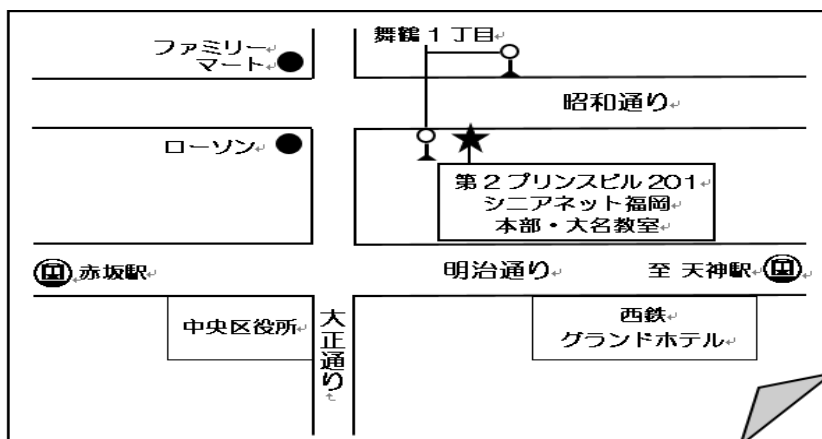 舞鶴1丁目
ファミリー
マート
昭和通り
ローソン
第2プリンスビル201
シニアネット福岡
本部・大名教室
赤坂駅
明治通り
至 天神駅
中央区役所
大正通り
西鉄
グランドホテル